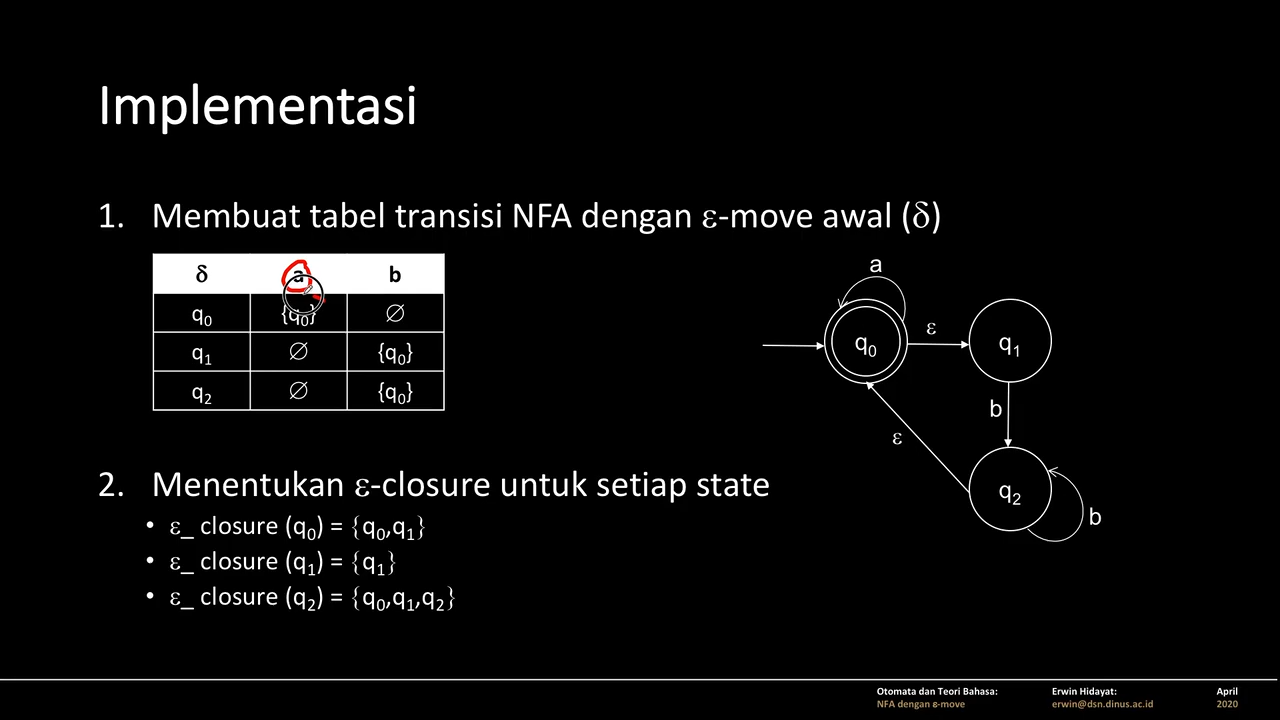 Implementasi
1. Membuat tabel transisi NFA dengan ε-move awal (δ)
δ a b
q0 {q0} ∅
q1 ∅ {q0}
q2 ∅ {q0}
a
q0 ε q1
b
ε
q2
b
2. Menentukan ε-closure untuk setiap state
• ε_ closure (q0) = {q0,q1}
• ε_ closure (q1) = {q1}
• ε_ closure (q2) = {q0,q1,q2}
Otomata dan Teori Bahasa: Erwin Hidayat: April
NFA dengan ε-move erwin@dsn.dinus.ac.id 2020